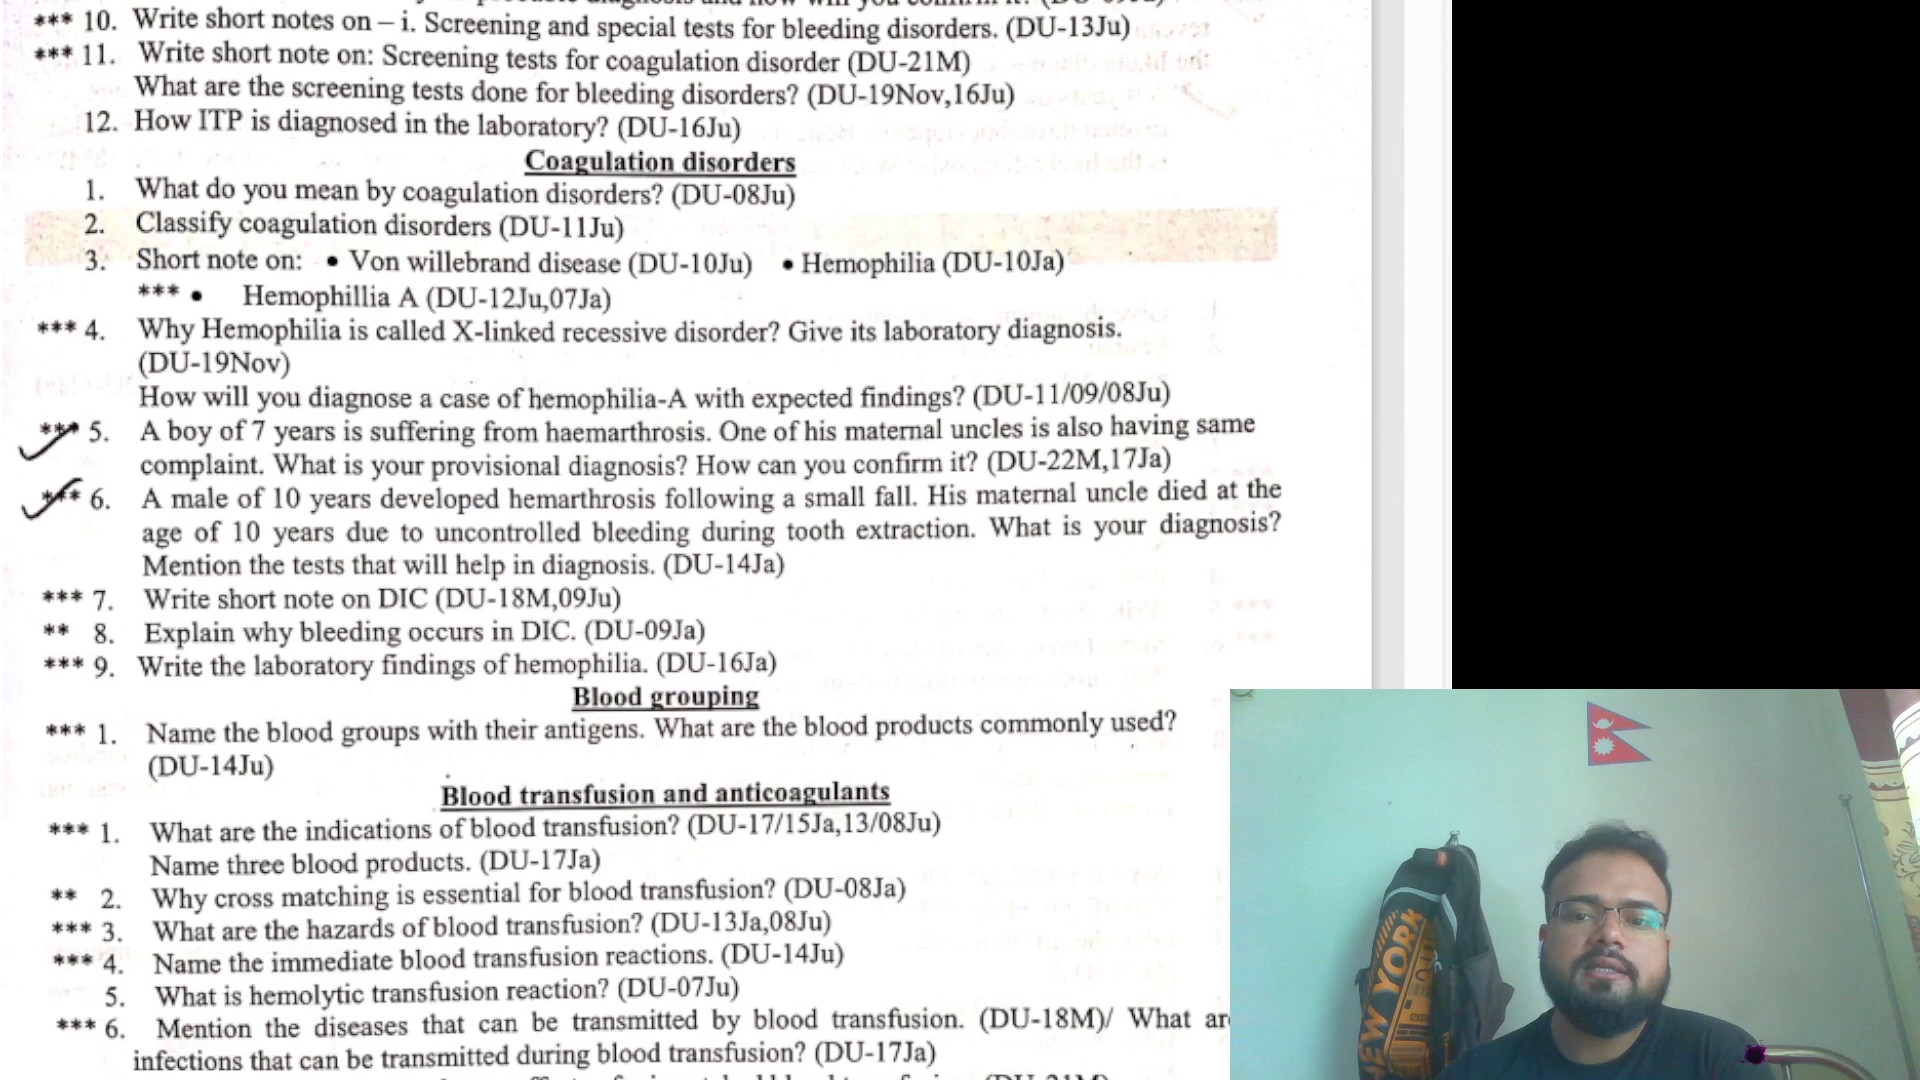 *** 10. Write short notes on – i. Screening and special tests for bleeding disorders. (DU-13Ju)
*** 11. Write short note on: Screening tests for coagulation disorder (DU-21M)
What are the screening tests done for bleeding disorders? (DU-19Nov,16Ju)
12. How ITP is diagnosed in the laboratory? (DU-16Ju)
Coagulation disorders
1. What do you mean by coagulation disorders? (DU-08Ju)
2. Classify coagulation disorders (DU-11Ju)
3. Short note on: • Von willebrand disease (DU-10Ju) • Hemophilia (DU-10Ja)
*** • Hemophillia A (DU-12Ju,07Ja)
*** 4. Why Hemophilia is called X-linked recessive disorder? Give its laboratory diagnosis.
(DU-19Nov)
How will you diagnose a case of hemophilia-A with expected findings? (DU-11/09/08Ju)
*** 5. A boy of 7 years is suffering from haemarthrosis. One of his maternal uncles is also having same
complaint. What is your provisional diagnosis? How can you confirm it? (DU-22M,17Ja)
*** 6. A male of 10 years developed hemarthrosis following a small fall. His maternal uncle died at the
age of 10 years due to uncontrolled bleeding during tooth extraction. What is your diagnosis?
Mention the tests that will help in diagnosis. (DU-14Ja)
*** 7. Write short note on DIC (DU-18M,09Ju)
** 8. Explain why bleeding occurs in DIC. (DU-09Ja)
*** 9. Write the laboratory findings of hemophilia. (DU-16Ja)
Blood grouping
*** 1. Name the blood groups with their antigens. What are the blood products commonly used?
(DU-14Ju)
Blood transfusion and anticoagulants
*** 1. What are the indications of blood transfusion? (DU-17/15Ja,13/08Ju)
Name three blood products. (DU-17Ja)
** 2. Why cross matching is essential for blood transfusion? (DU-08Ja)
*** 3. What are the hazards of blood transfusion? (DU-13Ja,08Ju)
*** 4. Name the immediate blood transfusion reactions. (DU-14Ju)
5. What is hemolytic transfusion reaction? (DU-07Ju)
*** 6. Mention the diseases that can be transmitted by blood transfusion. (DU-18M)/ What ar
infections that can be transmitted during blood transfusion? (DU-17Ja)
NEW YORK